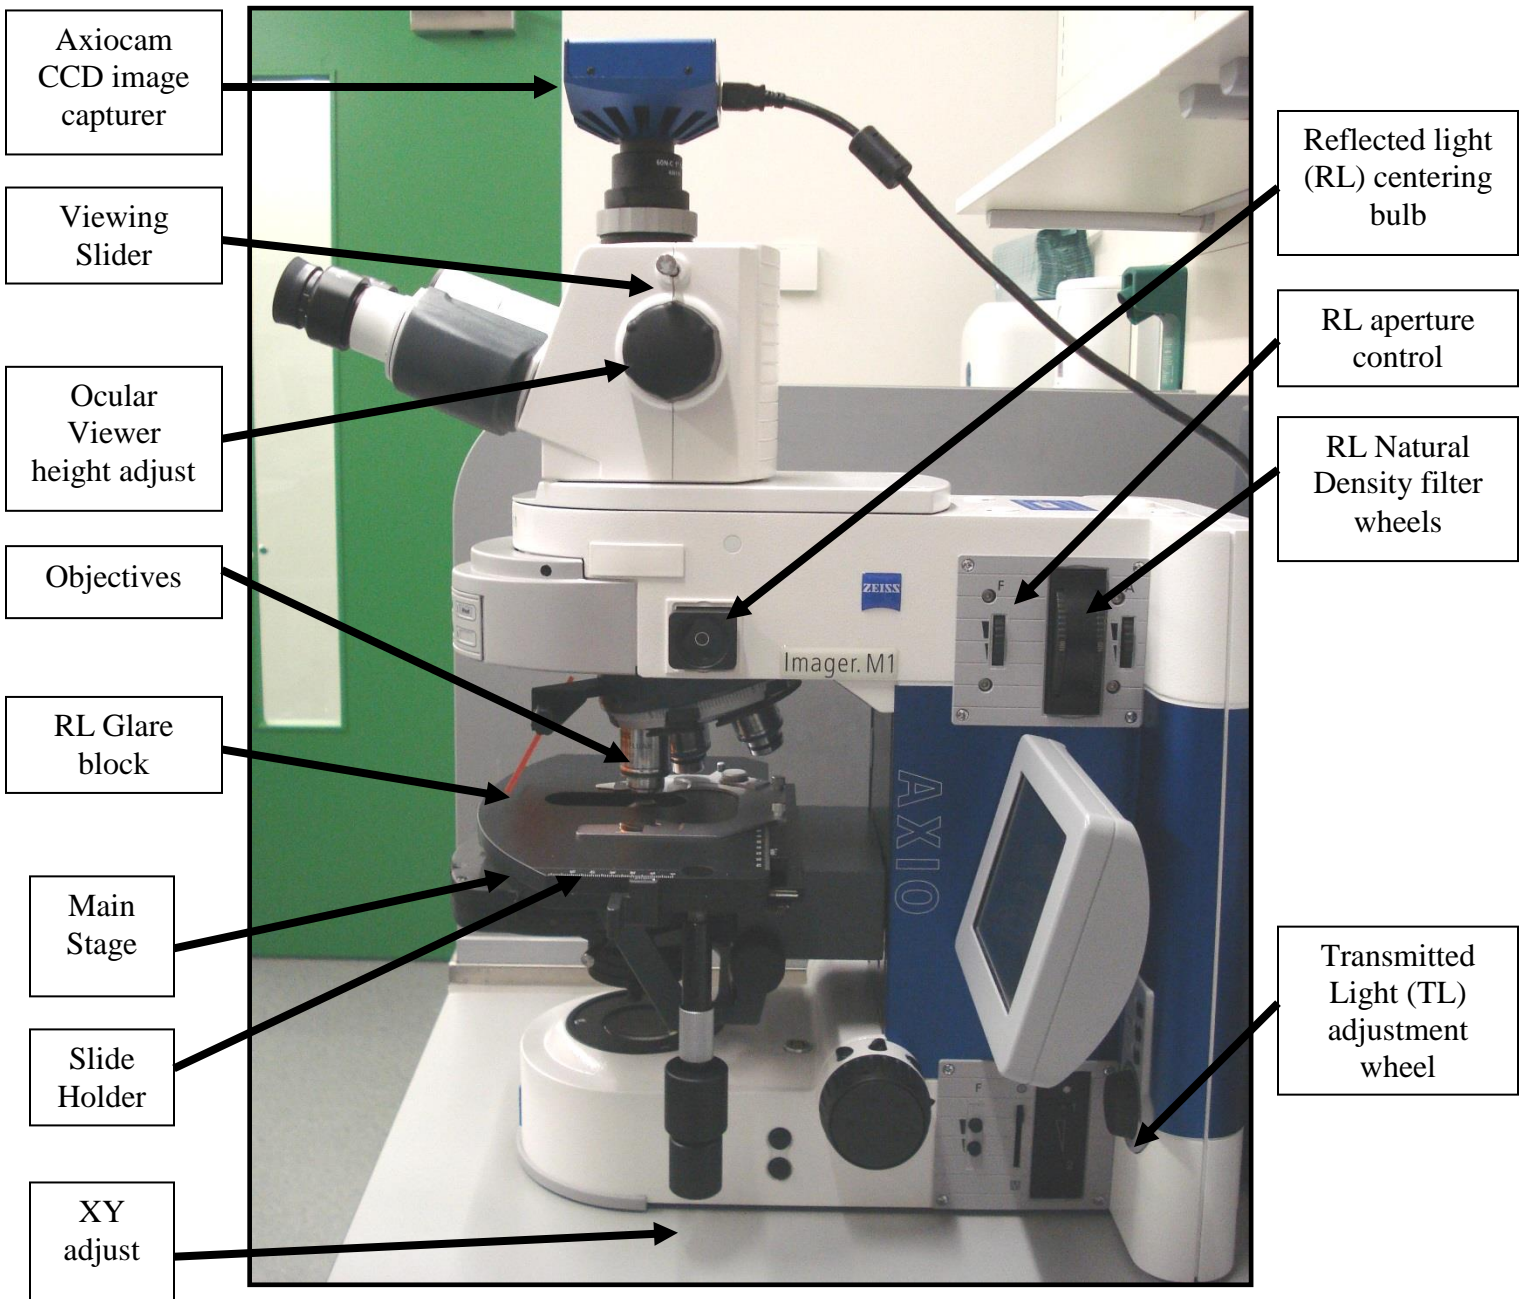 Axiocam
CCD image
capturer
Viewing
Slider
Ocular
Viewer
height adjust
Objectives
RL Glare
block
Main
Stage
Slide
Holder
XY
adjust
Reflected light
(RL) centering
bulb
RL aperture
control
RL Natural
Density filter
wheels
Transmitted
Light (TL)
adjustment
wheel
ZEISS
Imager.M1
F
A
AXIO
F